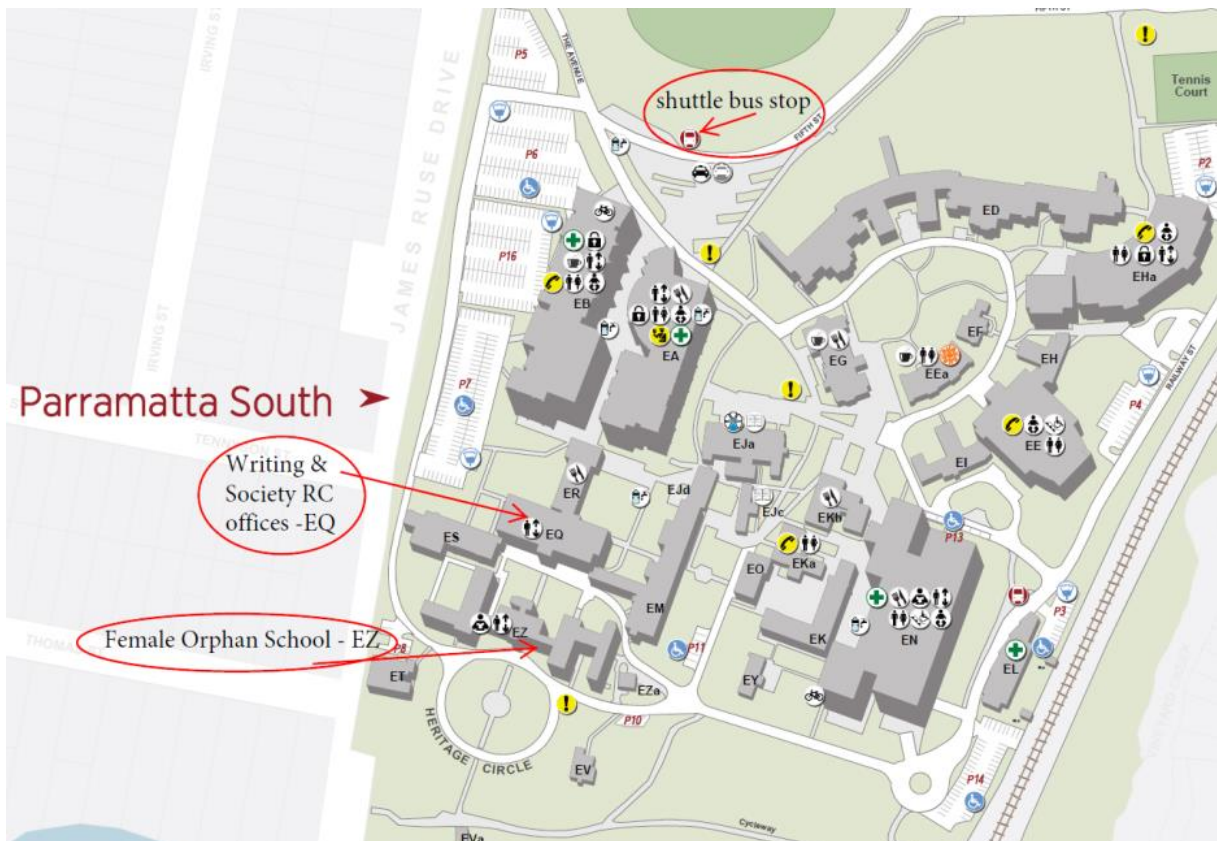 IRVING ST
P5
THE AVENUE
shuttle bus stop
FIFTH ST
Tennis
Court
P2
P6
JAMES RUSE DRIVE
ED
EHa
P16
EB
EA
EG
EF
EEa
EH
RAILWAY ST
IRVING ST
P7
P4
Parramatta South
EJa
EE
EI
Writing &
Society RC
offices -EQ
ER
EJd
EJc
EKb
P13
ES
EQ
EKa
EO
EM
EK
EN
P3
Female Orphan School - EZ
EZ
P8
P11
EL
ET
EZa
EY
P10
HERITAGE CIRCLE
EV
P14
Cycleway
EVa